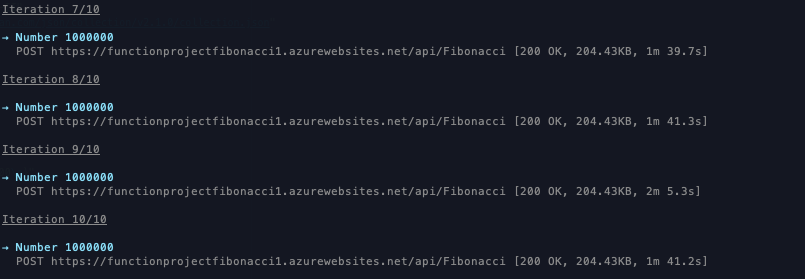 Iteration 7/10
→ Number 1000000
POST https://functionprojectfibonacci1.azurewebsites.net/api/Fibonacci [200 OK, 204.43KB, 1m 39.7s]
Iteration 8/10
→ Number 1000000
POST https://functionprojectfibonacci1.azurewebsites.net/api/Fibonacci [200 OK, 204.43KB, 1m 41.3s]
Iteration 9/10
→ Number 1000000
POST https://functionprojectfibonacci1.azurewebsites.net/api/Fibonacci [200 OK, 204.43KB, 2m 5.3s]
Iteration 10/10
→ Number 1000000
POST https://functionprojectfibonacci1.azurewebsites.net/api/Fibonacci [200 OK, 204.43KB, 1m 41.2s]